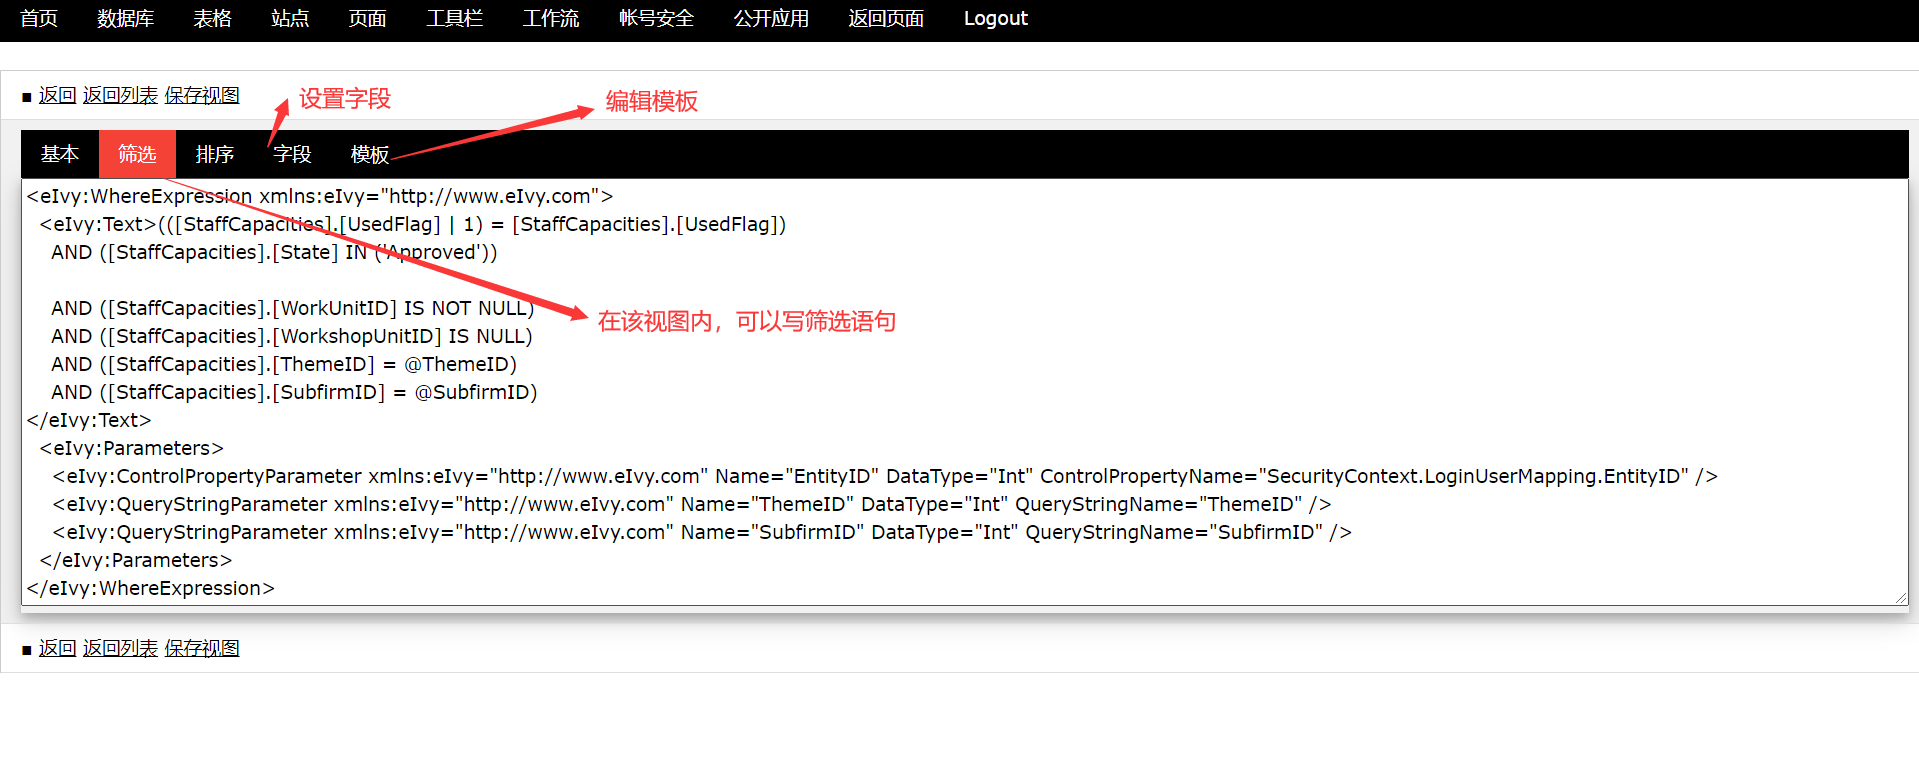 首页 数据库 表格 站点 页面 工具栏 工作流 帐号安全 公开应用 返回页面 Logout
返回 返回列表 保存视图
设置字段
编辑模板
基本 筛选 排序 字段 模板
<eIvy:WhereExpression xmlns:eIvy="http://www.eIvy.com">
<eIvy:Text>(([StaffCapacities].[UsedFlag] | 1) = [StaffCapacities].[UsedFlag])
AND ([StaffCapacities].[State] IN ('Approved'))
AND ([StaffCapacities].[WorkUnitID] IS NOT NULL)
在该视图内，可以写筛选语句
AND ([StaffCapacities].[WorkshopUnitID] IS NULL)
AND ([StaffCapacities].[ThemeID] = @ThemeID)
AND ([StaffCapacities].[SubfirmID] = @SubfirmID)
</eIvy:Text>
<eIvy:Parameters>
<eIvy:ControlPropertyParameter xmlns:eIvy="http://www.eIvy.com" Name="EntityID" DataType="Int" ControlPropertyName="SecurityContext.LoginUserMapping.EntityID" />
<eIvy:QueryStringParameter xmlns:eIvy="http://www.eIvy.com" Name="ThemeID" DataType="Int" QueryStringName="ThemeID" />
<eIvy:QueryStringParameter xmlns:eIvy="http://www.eIvy.com" Name="SubfirmID" DataType="Int" QueryStringName="SubfirmID" />
</eIvy:Parameters>
</eIvy:WhereExpression>
返回 返回列表 保存视图